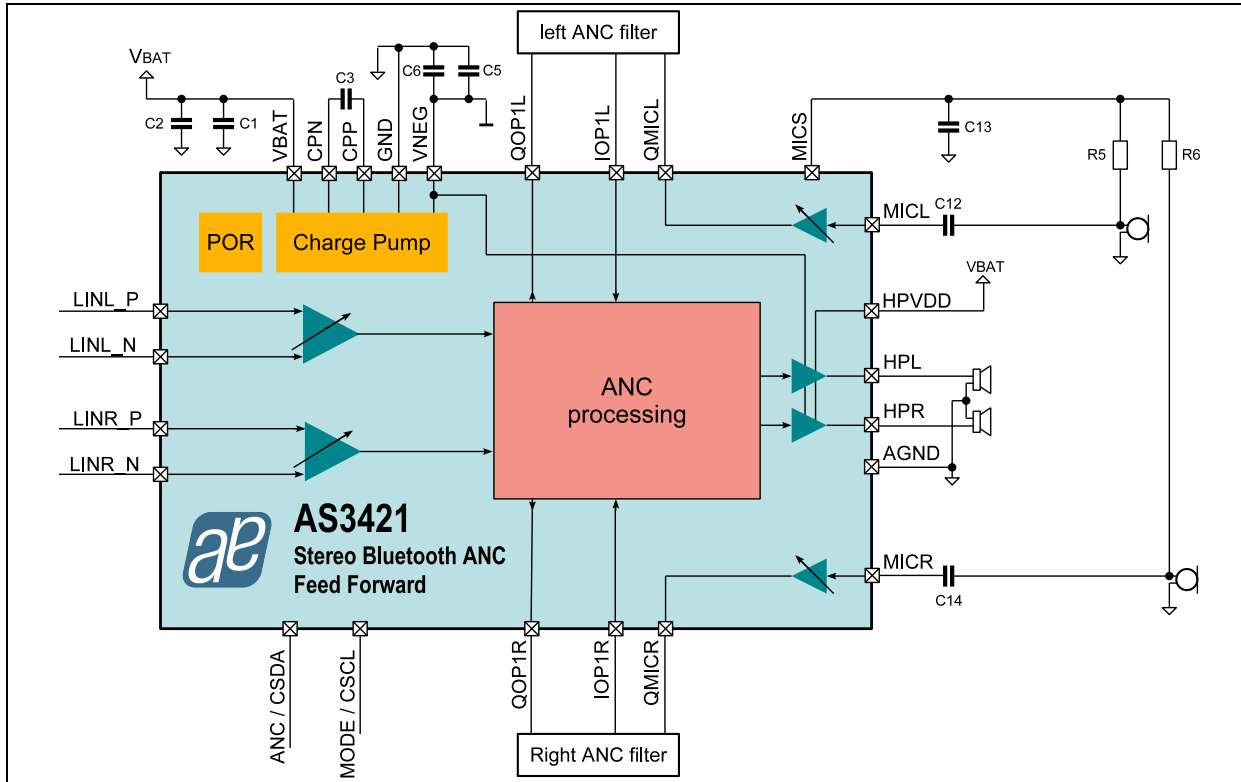 left ANC filter
VBAT
C2
C1
C3
C6
C5
VBAT
CPN
CPP
GND
VNEG
QOP1L
IOP1L
QMICL
MICS
C13
R5
R6
POR
Charge Pump
MICL
C12
VBAT
HPVDD
LINL_P
LINL_N
LINR_P
LINR_N
ANC
processing
HPL
HPR
AGND
ae
AS3421
Stereo Bluetooth ANC
Feed Forward
MICR
C14
ANC / CSDA
MODE / CSCL
QOP1R
IOP1R
QMICR
Right ANC filter